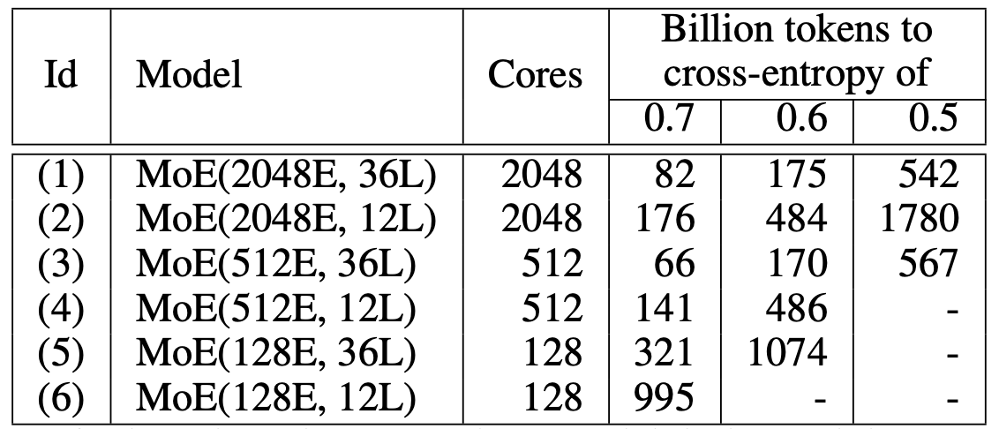 Id Model Cores Billion tokens to
cross-entropy of
0.7 0.6 0.5
(1) MoE(2048E, 36L) 2048 82 175 542
(2) MoE(2048E, 12L) 2048 176 484 1780
(3) MoE(512E, 36L) 512 66 170 567
(4) MoE(512E, 12L) 512 141 486 -
(5) MoE(128E, 36L) 128 321 1074 -
(6) MoE(128E, 12L) 128 995 - -